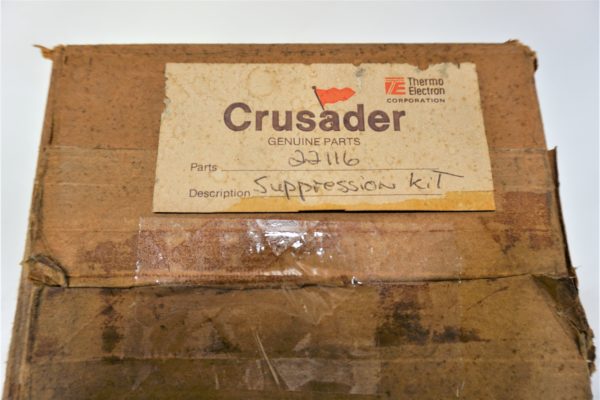 Thermo
Electron
CORPORATION
Crusader
GENUINE PARTS
Parts 22116
Description Suppression KiT